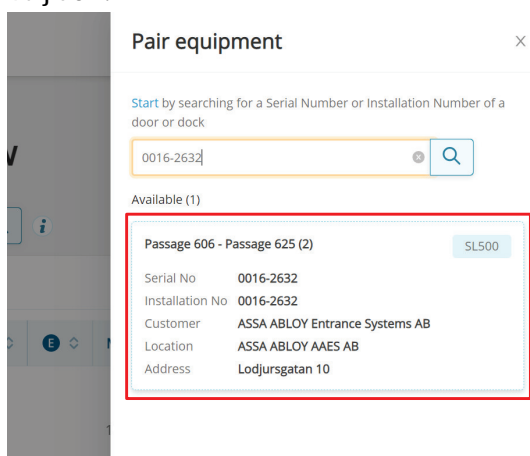 Pair equipment
Start by searching for a Serial Number or Installation Number of a
door or dock
0016-2632
Available (1)
Passage 606 - Passage 625 (2)
SL500
Serial No 0016-2632
Installation No 0016-2632
Customer ASSA ABLOY Entrance Systems AB
Location ASSA ABLOY AAES AB
Address Lodjursgatan 10
i
E